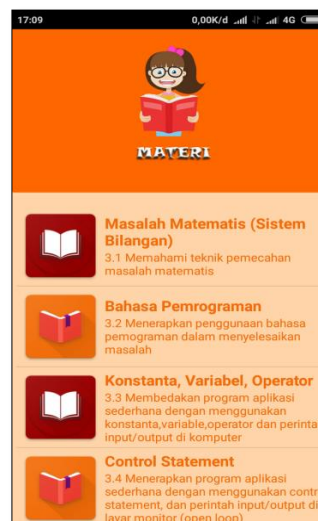 17:09 0,00K/d 4G
MATERI
Masalah Matematis (Sistem
Bilangan)
3.1 Memahami teknik pemecahan
masalah matematis
Bahasa Pemrograman
3.2 Menerapkan penggunaan bahasa
pemograman dalam menyelesaikan
masalah
Konstanta, Variabel, Operator
3.3 Membedakan program aplikasi
sederhana dengan menggunakan
konstanta,variable,operator dan perinta
input/output di komputer
Control Statement
3.4 Menerapkan program aplikasi
sederhana dengan menggunakan contr
statement, dan perintah input/output di
layar monitor (open loop)